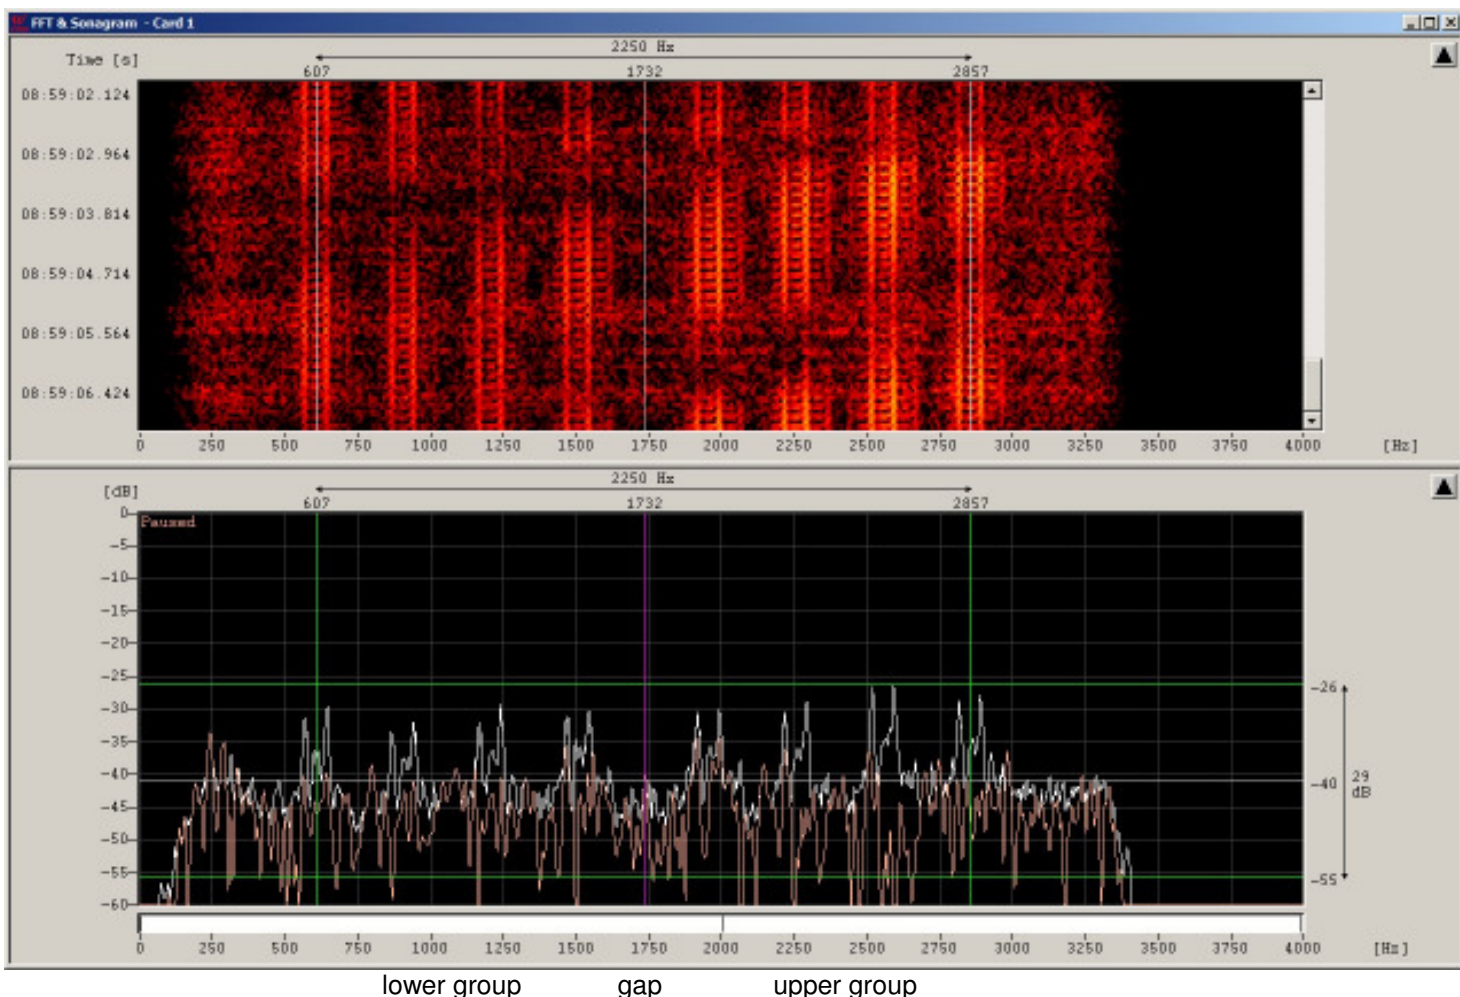 FFT & Sonagram - Card 1
2250 Hz
Time [s]
607 1732 2857
08:59:02.124
08:59:02.964
08:59:03.814
08:59:04.714
08:59:05.564
08:59:06.424
0 250 500 750 1000 1250 1500 1750 2000 2250 2500 2750 3000 3250 3500 3750 4000 [Hz]
2250 Hz
[dB]
607 1732 2857
0
Paused
-5
-10
-15
-20
-25
-26
-30
-35
-40
-40 29 dB
-45
-50
-55
-55
-60
0 250 500 750 1000 1250 1500 1750 2000 2250 2500 2750 3000 3250 3500 3750 4000 [Hz]
lower group gap upper group